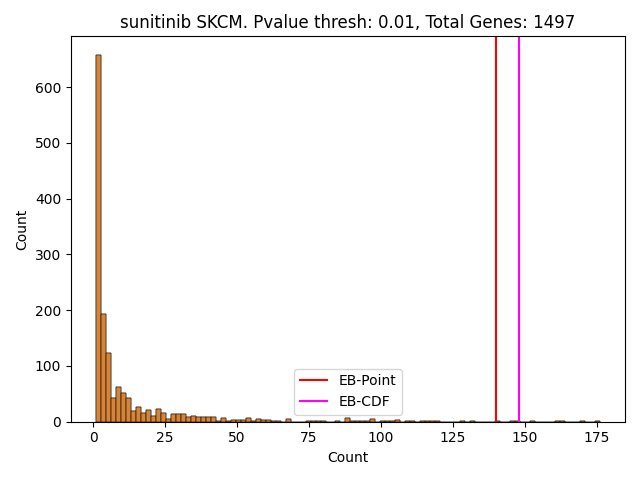 sunitinib SKCM. Pvalue thresh: 0.01, Total Genes: 1497
600
500
400
300
200
100
0
Count
EB-Point
EB-CDF
0 25 50 75 100 125 150 175
Count